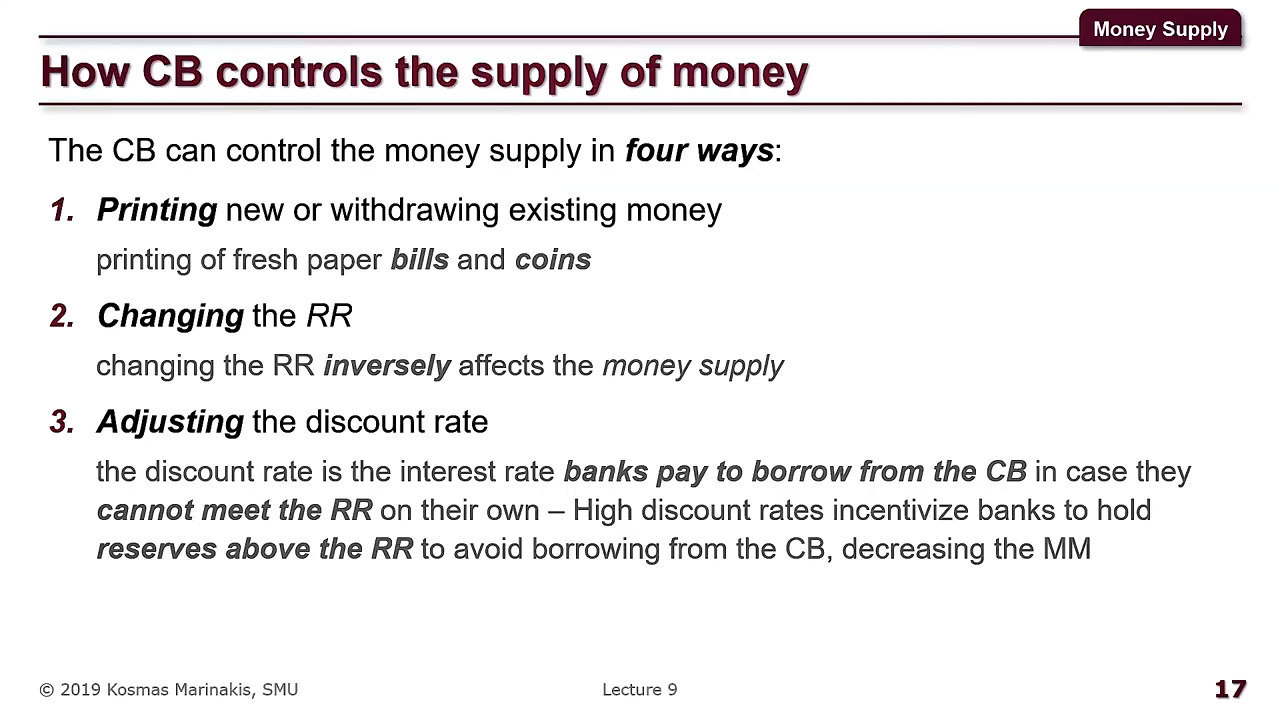 Money Supply
How CB controls the supply of money
The CB can control the money supply in four ways:
1. Printing new or withdrawing existing money
printing of fresh paper bills and coins
2. Changing the RR
changing the RR inversely affects the money supply
3. Adjusting the discount rate
the discount rate is the interest rate banks pay to borrow from the CB in case they
cannot meet the RR on their own – High discount rates incentivize banks to hold
reserves above the RR to avoid borrowing from the CB, decreasing the MM
© 2019 Kosmas Marinakis, SMU
Lecture 9
17